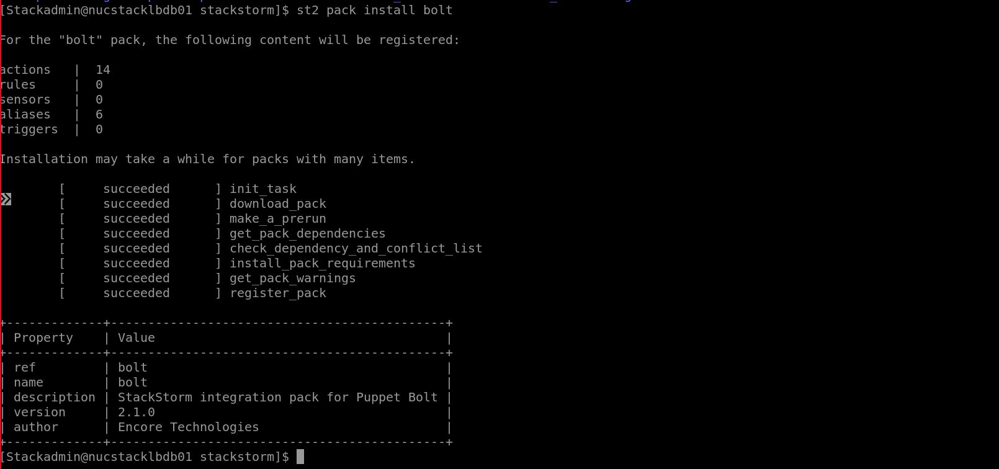 [Stackadmin@nucstacklbdb01 stackstorm]$ st2 pack install bolt
For the "bolt" pack, the following content will be registered:
actions   |  14
rules     |  0
sensors   |  0
aliases   |  6
triggers  |  0
Installation may take a while for packs with many items.
[     succeeded      ] init_task
[     succeeded      ] download_pack
[     succeeded      ] make_a_prerun
[     succeeded      ] get_pack_dependencies
[     succeeded      ] check_dependency_and_conflict_list
[     succeeded      ] install_pack_requirements
[     succeeded      ] get_pack_warnings
[     succeeded      ] register_pack
+-------------+---------------------------------------------+
| Property    | Value                                       |
+-------------+---------------------------------------------+
| ref         | bolt                                        |
| name        | bolt                                        |
| description | StackStorm integration pack for Puppet Bolt |
| version     | 2.1.0                                       |
| author      | Encore Technologies                         |
+-------------+---------------------------------------------+
[Stackadmin@nucstacklbdb01 stackstorm]$